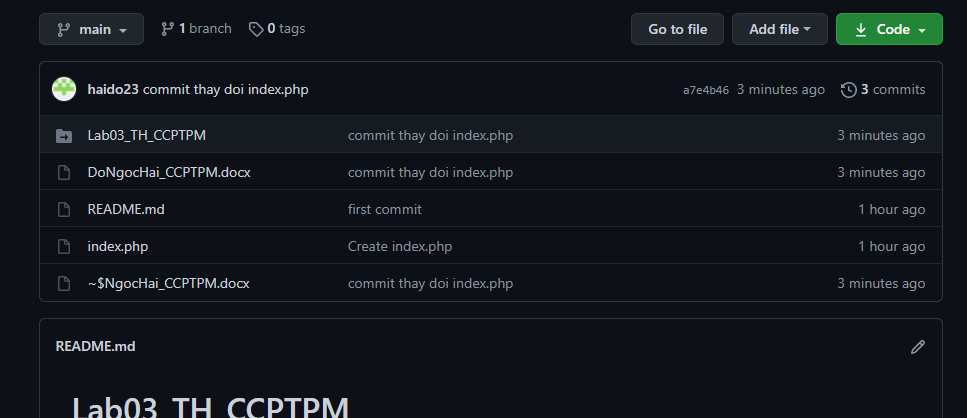 main 1 branch 0 tags Go to file Add file Code
haido23 commit thay doi index.php a7e4b46 3 minutes ago 3 commits
Lab03_TH_CCPTPM commit thay doi index.php 3 minutes ago
DoNgocHai_CCPTPM.docx commit thay doi index.php 3 minutes ago
README.md first commit 1 hour ago
index.php Create index.php 1 hour ago
~$NgocHai_CCPTPM.docx commit thay doi index.php 3 minutes ago
README.md
Lab03_TH_CCPTPM